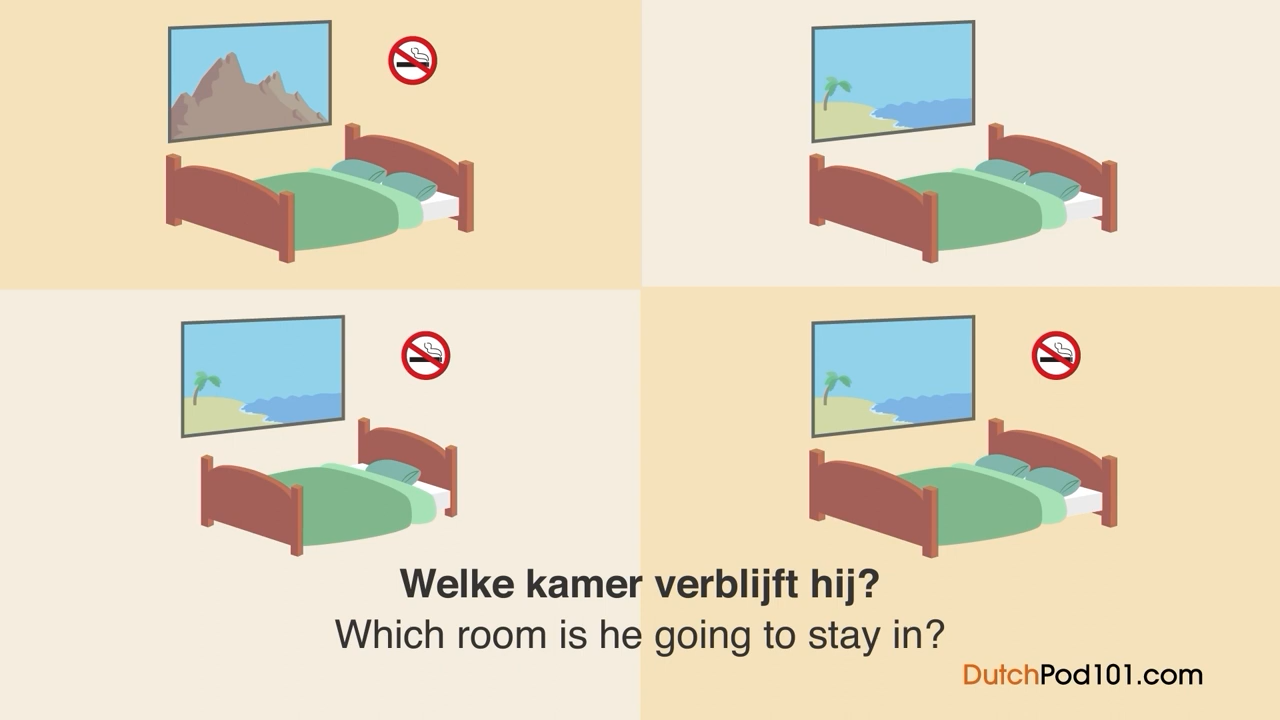 Welke kamer verblijft hij?
Which room is he going to stay in?
DutchPod101.com